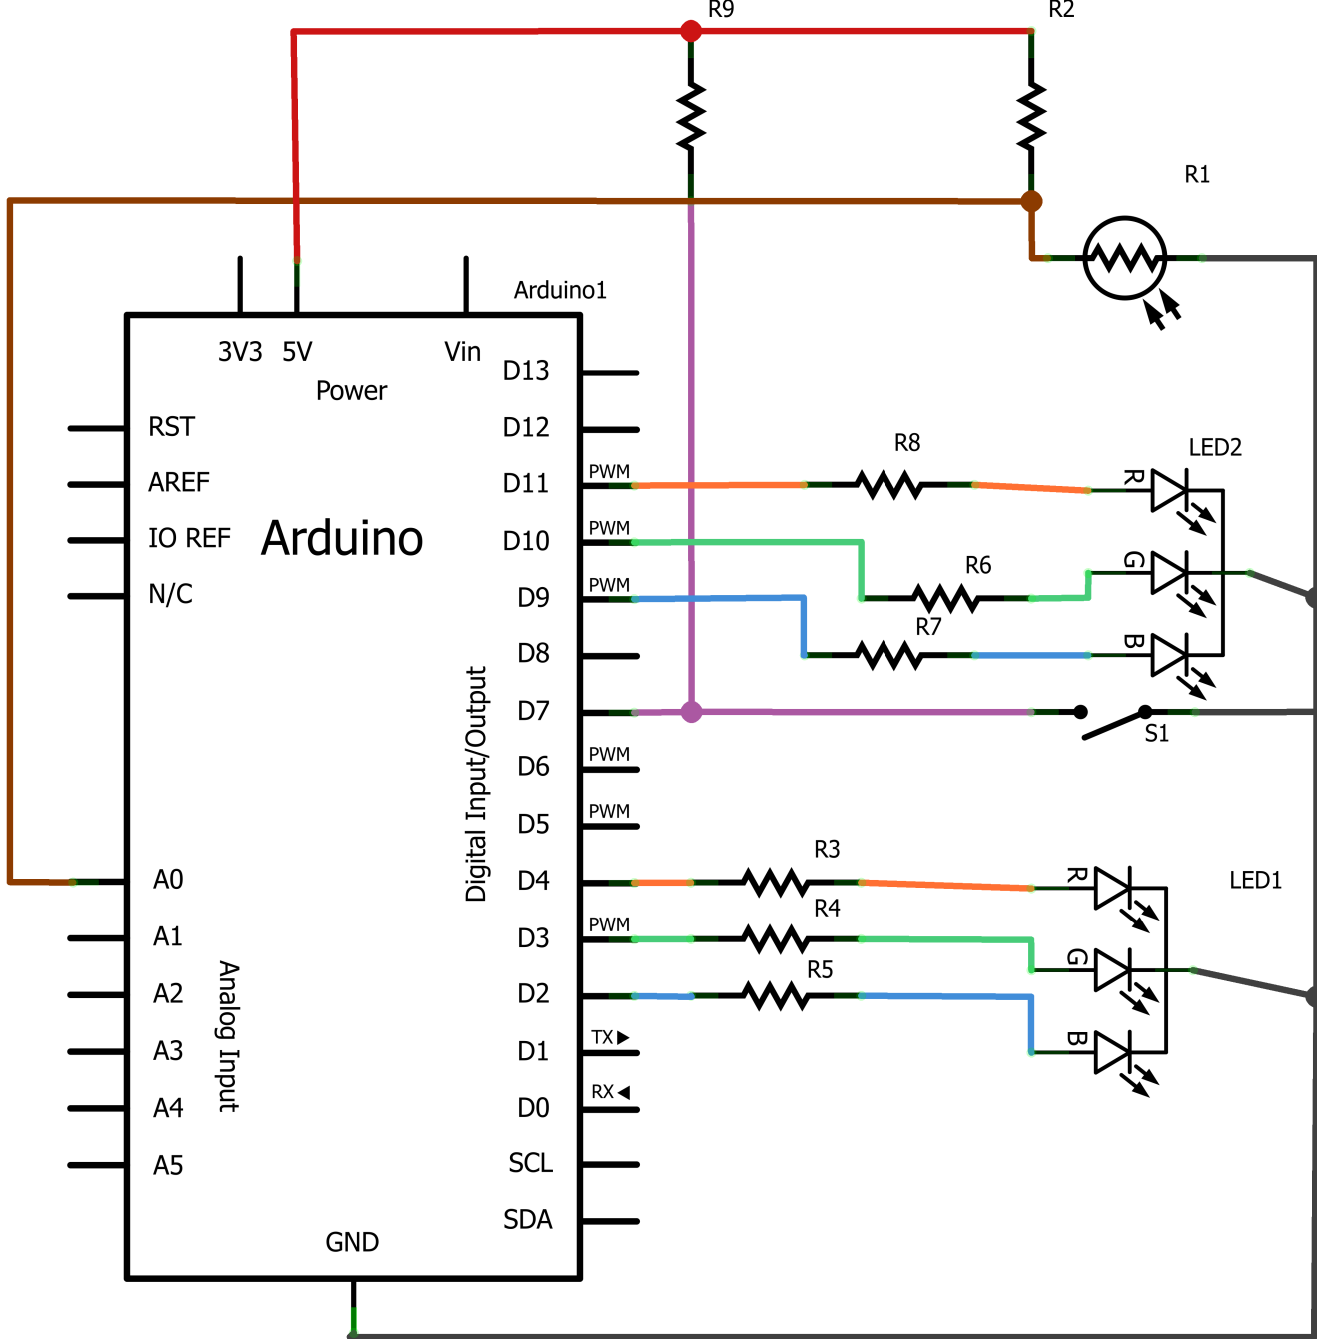 R9
R2
R1
Arduino1
3V3
5V
Vin
Power
D13
RST
D12
R8
LED2
PWM
AREF
D11
R
PWM
IO REF
Arduino
D10
G
R6
PWM
N/C
D9
R7
B
D8
Digital Input/Output
D7
S1
PWM
D6
PWM
D5
R3
A0
D4
R
LED1
R4
PWM
A1
D3
G
R5
Analog Input
A2
D2
TX
A3
D1
B
RX
A4
D0
A5
SCL
SDA
GND